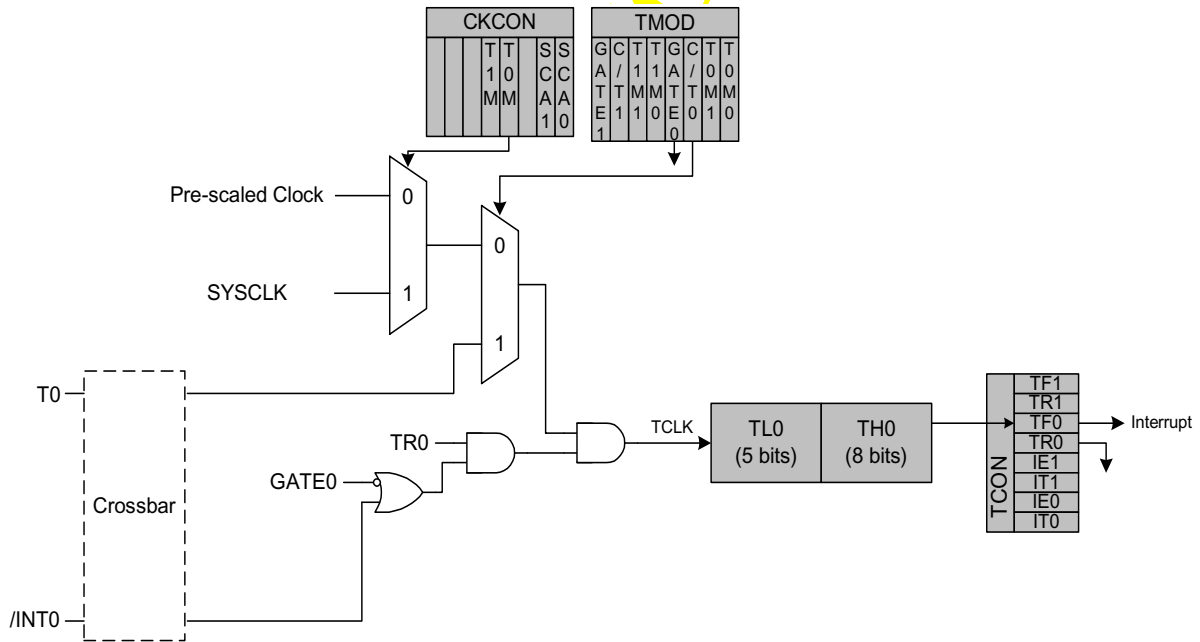 CKCON
TMOD
T1M
T0M
SCA1
SCA0
GATE1
C/T1
T1M1
T1M0
GATE0
C/T0
T0M1
T0M0
Pre-scaled Clock
0
SYSCLK
1
0
1
T0
Crossbar
/INT0
TR0
GATE0
TCLK
TL0
(5 bits)
TH0
(8 bits)
TCON
TF1
TR1
TF0
TR0
IE1
IT1
IE0
IT0
Interrupt